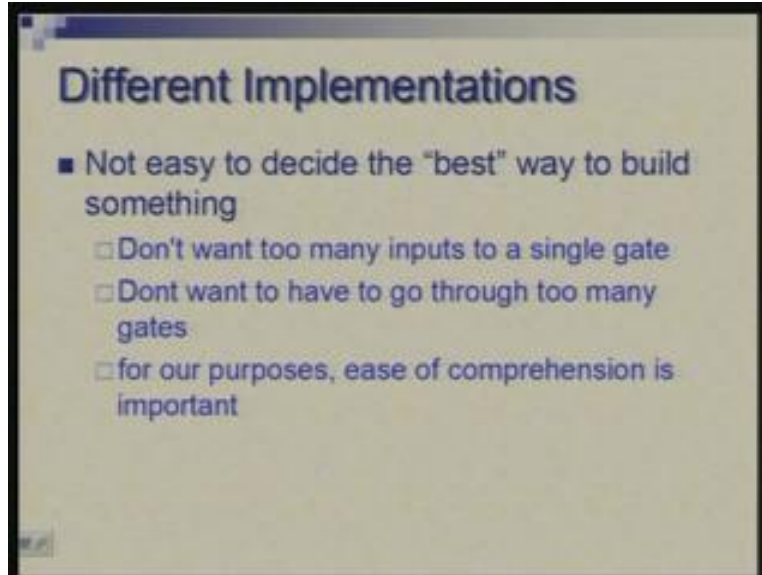 Different Implementations
Not easy to decide the “best” way to build
something
Don't want too many inputs to a single gate
Dont want to have to go through too many
gates
for our purposes, ease of comprehension is
important